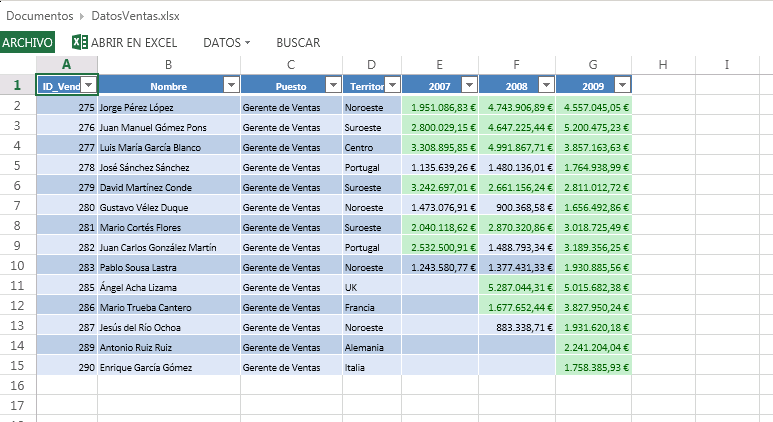 Documentos ▸ DatosVentas.xlsx
ARCHIVO ABRIR EN EXCEL DATOS BUSCAR
A B C D E F G H I
1 ID_Vend Nombre Puesto Territor 2007 2008 2009
2 275 Jorge Pérez López Gerente de Ventas Noroeste 1.951.086,83 € 4.743.906,89 € 4.557.045,05 €
3 276 Juan Manuel Gómez Pons Gerente de Ventas Suroeste 2.800.029,15 € 4.647.225,44 € 5.200.475,23 €
4 277 Luis María García Blanco Gerente de Ventas Centro 3.308.895,85 € 4.991.867,71 € 3.857.163,63 €
5 278 José Sánchez Sánchez Gerente de Ventas Portugal 1.135.639,26 € 1.480.136,01 € 1.764.938,99 €
6 279 David Martínez Conde Gerente de Ventas Suroeste 3.242.697,01 € 2.661.156,24 € 2.811.012,72 €
7 280 Gustavo Vélez Duque Gerente de Ventas Noroeste 1.473.076,91 € 900.368,58 € 1.656.492,86 €
8 281 Mario Cortés Flores Gerente de Ventas Suroeste 2.040.118,62 € 2.870.320,86 € 3.018.725,49 €
9 282 Juan Carlos González Martín Gerente de Ventas Portugal 2.532.500,91 € 1.488.793,34 € 3.189.356,25 €
10 283 Pablo Sousa Lastra Gerente de Ventas Noroeste 1.243.580,77 € 1.377.431,33 € 1.930.885,56 €
11 285 Ángel Acha Lizama Gerente de Ventas UK 5.287.044,31 € 5.015.682,38 €
12 286 Mario Trueba Cantero Gerente de Ventas Francia 1.677.652,44 € 3.827.950,24 €
13 287 Jesús del Río Ochoa Gerente de Ventas Noroeste 883.338,71 € 1.931.620,18 €
14 289 Antonio Ruiz Ruiz Gerente de Ventas Alemania 2.241.204,04 €
15 290 Enrique García Gómez Gerente de Ventas Italia 1.758.385,93 €
16
17